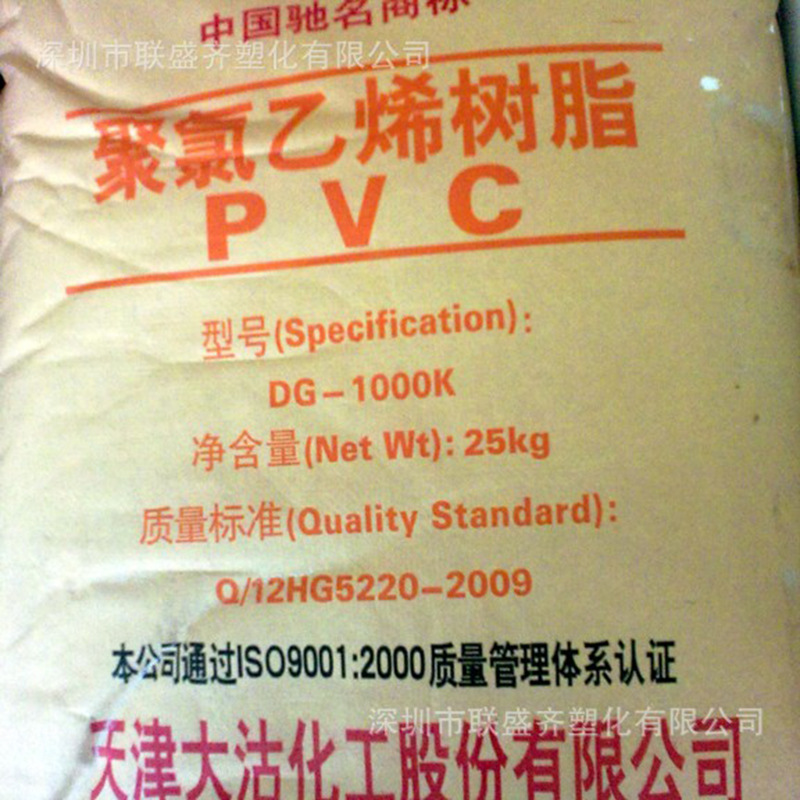 中国驰名商标
深圳市联盛齐塑化有限公司
聚氯乙烯树脂
PVC
型号(Specification):
DG-1000K
净含量(Net Wt): 25kg
质量标准(Quality Standard):
Q/12HG5220-2009
本公司通过ISO9001:2000质量管理体系认证
深圳市联盛齐塑化有限公司
天津大沽化工股份有限公司